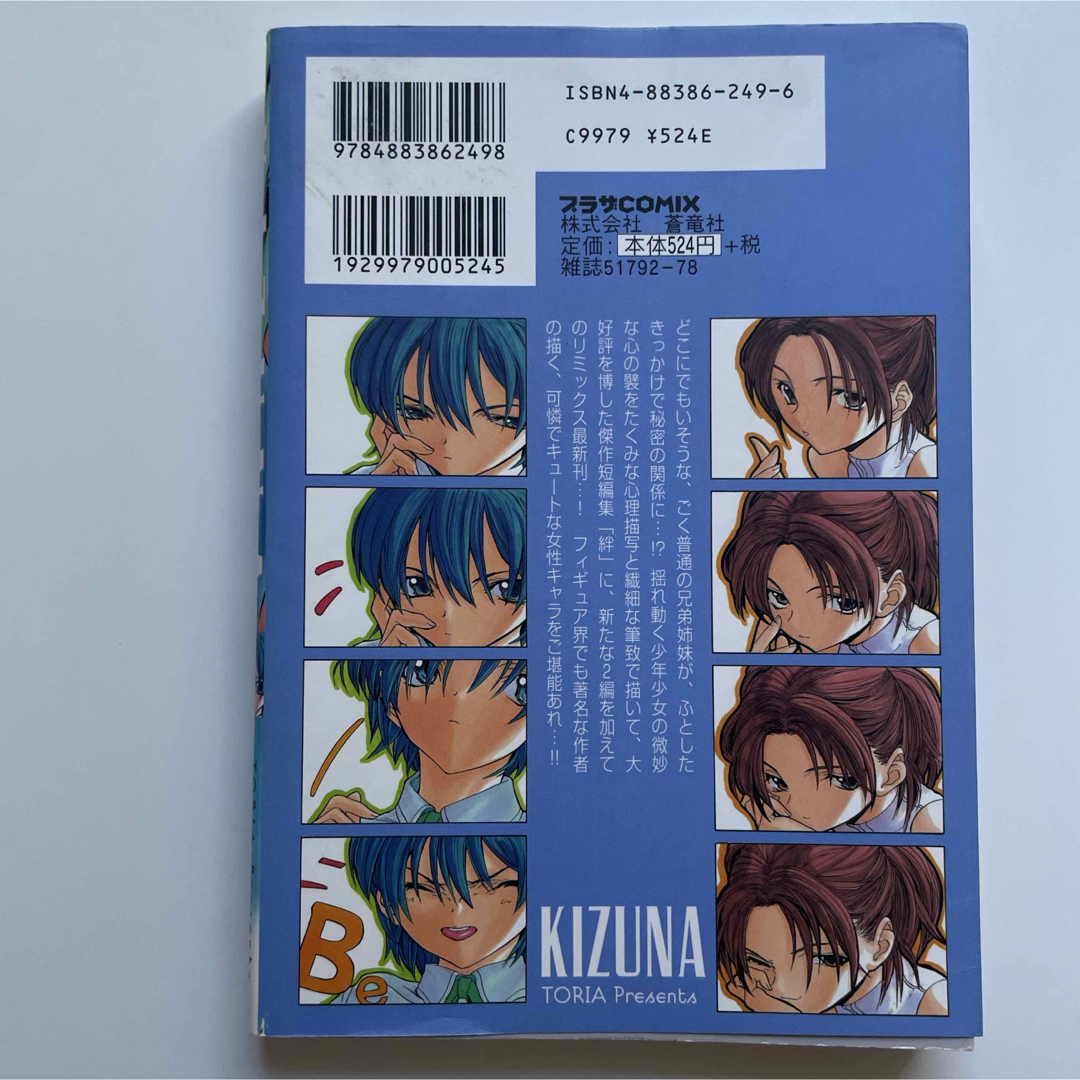 ISBN4-88386-249-6
C9979 ¥524E
9784883862498
1929979005245
プラザCOMIX
株式会社 蒼竜社
定価:本体524円+税
雑誌51792-78
どこにでもいそうな、ごく普通の兄弟姉妹が、ふとした
きっかけで秘密の関係に…!? 揺れ動く少年少女の微妙
な心の襞をたくみな心理描写と繊細な筆致で描いて、大
好評を博した傑作短編集「絆」に、新たな2編を加えて
のリミックス最新刊…! フィギュア界でも著名な作者
の描く、可憐でキュートな女性キャラをご堪能あれ…!!
Be
KIZUNA
TORIA Presents